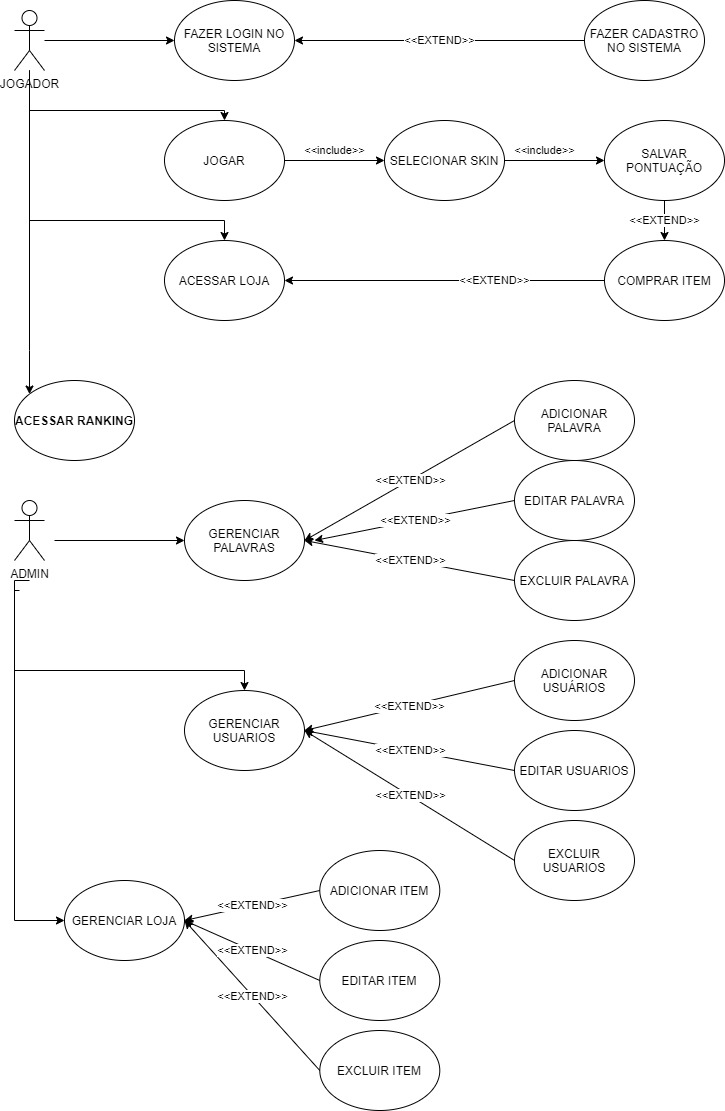 FAZER LOGIN NO
SISTEMA
<<EXTEND>>
FAZER CADASTRO
NO SISTEMA
JOGADOR
JOGAR
<<include>>
SELECIONAR SKIN
<<include>>
SALVAR
PONTUAÇÃO
<<EXTEND>>
ACESSAR LOJA
<<EXTEND>>
COMPRAR ITEM
ACESSAR RANKING
ADICIONAR
PALAVRA
<<EXTEND>>
EDITAR PALAVRA
<<EXTEND>>
GERENCIAR
PALAVRAS
<<EXTEND>>
EXCLUIR PALAVRA
ADMIN
ADICIONAR
USUÁRIOS
<<EXTEND>>
GERENCIAR
USUARIOS
<<EXTEND>>
EDITAR USUARIOS
<<EXTEND>>
EXCLUIR
USUARIOS
ADICIONAR ITEM
<<EXTEND>>
GERENCIAR LOJA
<<EXTEND>>
EDITAR ITEM
<<EXTEND>>
EXCLUIR ITEM